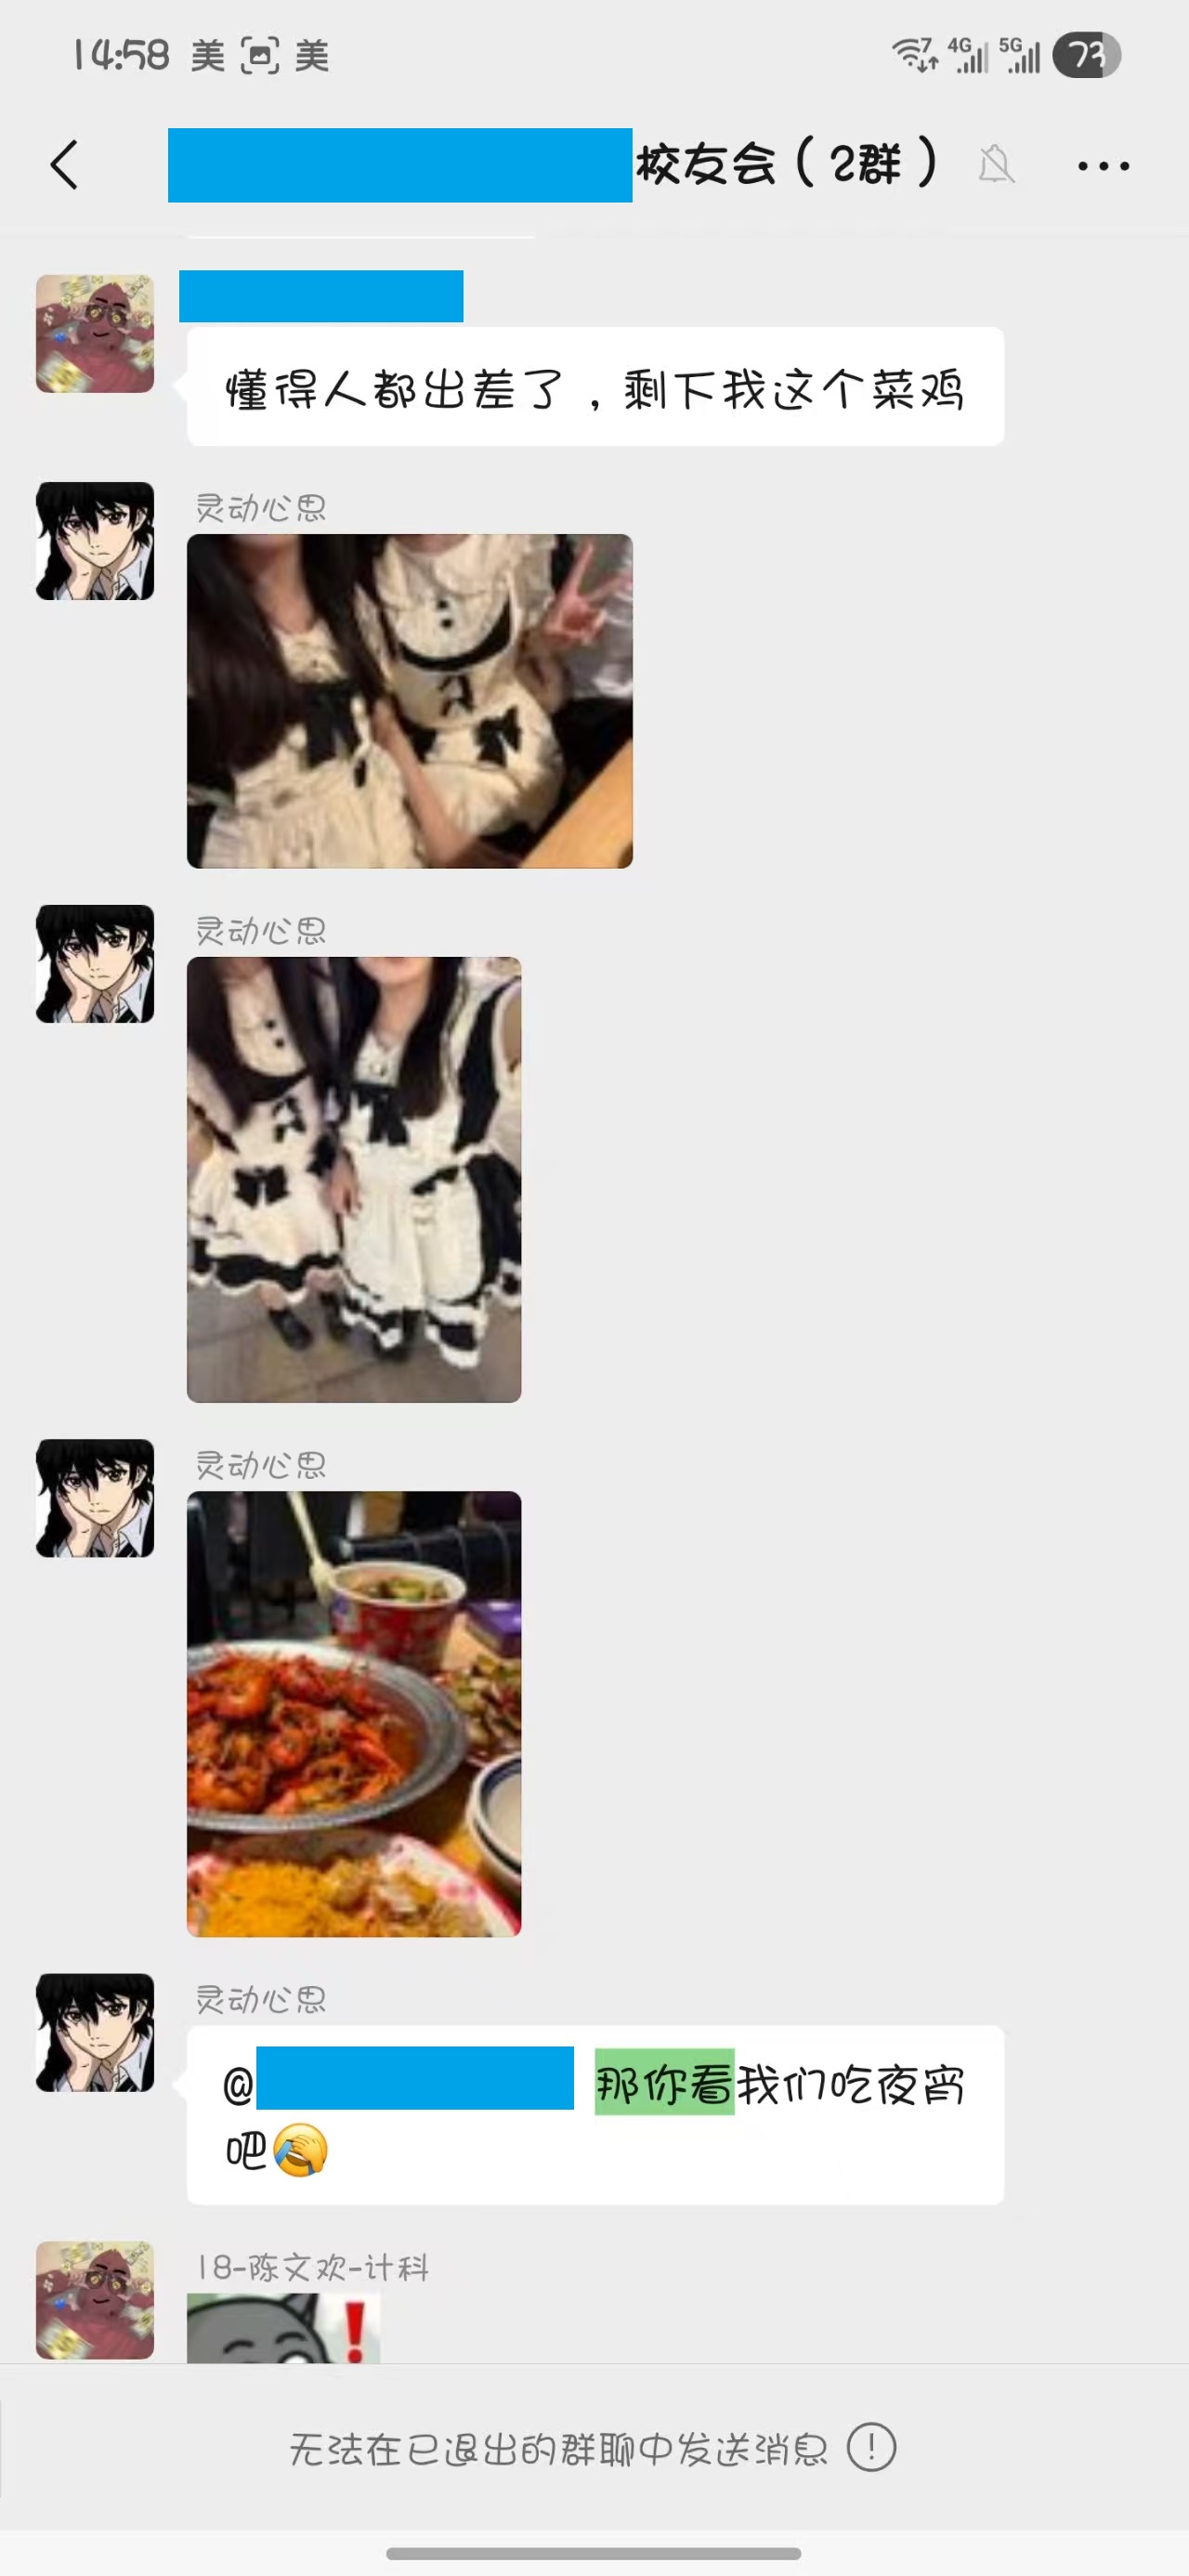 14:58 美 美
7 4G 5G 73
校友会（2群）
懂得人都出差了，剩下我这个菜鸡
灵动心思
灵动心思
灵动心思
灵动心思
@ 那你看我们吃夜宵
吧🤦
18-陈文欢-计科
无法在已退出的群聊中发送消息